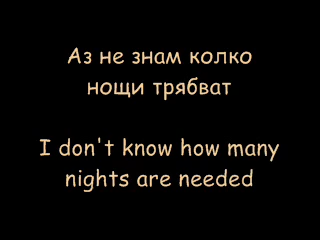 Аз не знам колко
нощи трябват
I don't know how many
nights are needed